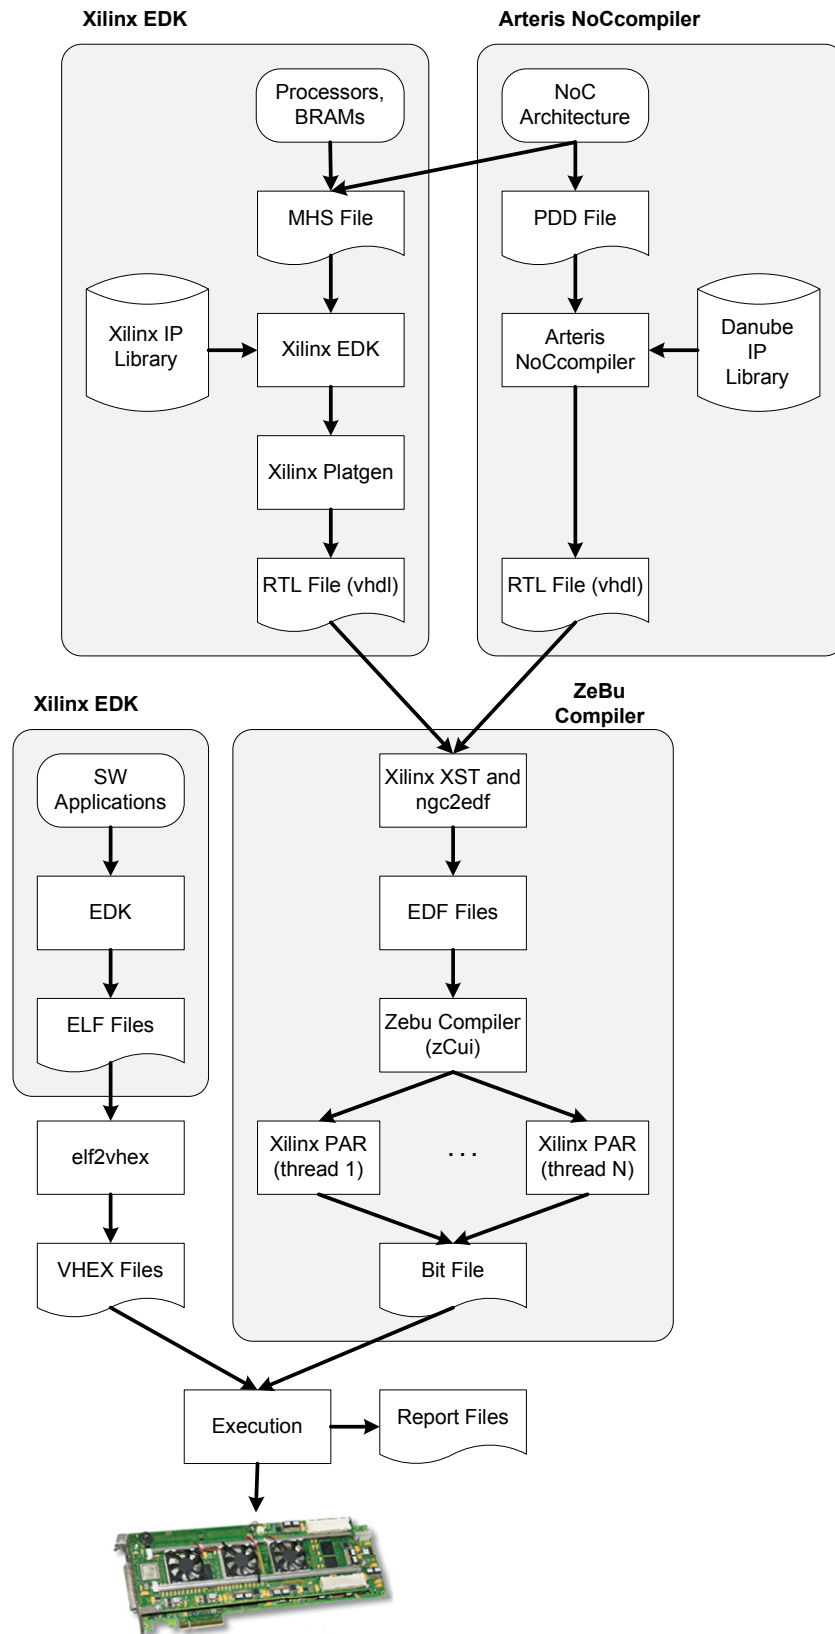 Xilinx EDK
Arteris NoCcompiler
Processors,
BRAMs
NoC
Architecture
MHS File
PDD File
Xilinx IP
Library
Xilinx EDK
Arteris
NoCcompiler
Danube
IP
Library
Xilinx Platgen
RTL File (vhdl)
RTL File (vhdl)
Xilinx EDK
ZeBu
Compiler
SW
Applications
Xilinx XST and
ngc2edf
EDK
EDF Files
ELF Files
Zebu Compiler
(zCui)
elf2vhex
Xilinx PAR
(thread 1)
. . .
Xilinx PAR
(thread N)
VHEX Files
Bit File
Execution
Report Files